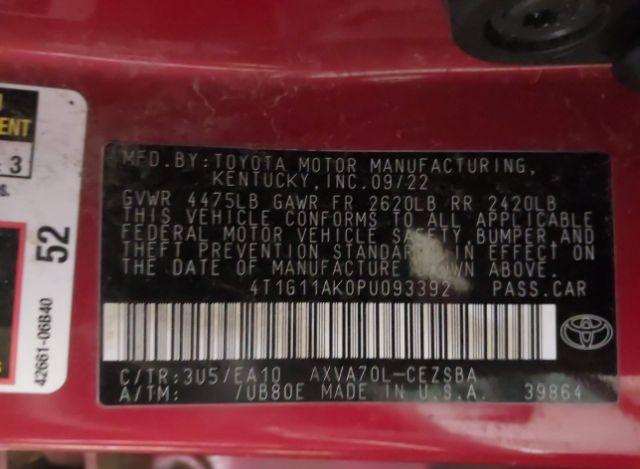 MFD.BY:TOYOTA MOTOR MANUFACTURING,
KENTUCKY,INC.09/22
GVWR 4475LB GAWR FR 2620LB RR 2420LB
THIS VEHICLE CONFORMS TO ALL APPLICABLE
FEDERAL MOTOR VEHICLE SAFETY,BUMPER,AND
THEFT PREVENTION STANDARDS IN EFFECT ON
THE DATE OF MANUFACTURE SHOWN ABOVE.
4T1G11AK0PU093392 PASS.CAR
C/TR:3U5/EA10 AXVA70L-CEZSBA
A/TM: /UB80E MADE IN U.S.A. 39864
3
52
42661-06B40